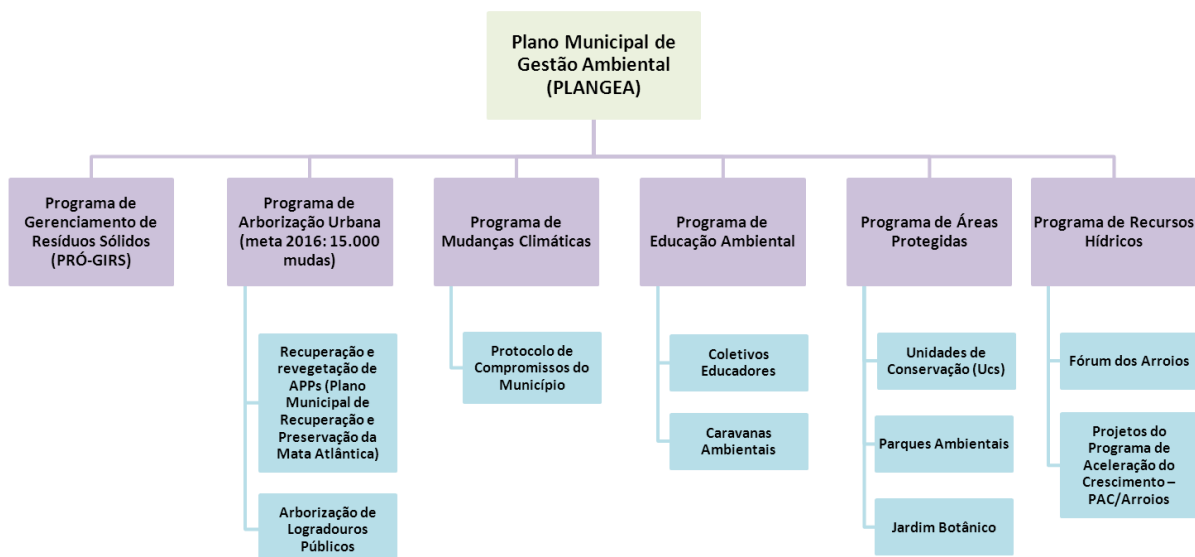 Plano Municipal de
Gestão Ambiental
(PLANGEA)
Programa de
Gerenciamento de
Resíduos Sólidos
(PRÓ-GIRS)
Programa de
Arborização Urbana
(meta 2016: 15.000
mudas)
Recuperação e
revegetação de
APPs (Plano
Municipal de
Recuperação e
Preservação da
Mata Atlântica)
Arborização de
Logradouros
Públicos
Programa de
Mudanças Climáticas
Protocolo de
Compromissos do
Município
Programa de
Educação Ambiental
Coletivos
Educadores
Caravanas
Ambientais
Programa de Áreas
Protegidas
Unidades de
Conservação (Ucs)
Parques Ambientais
Jardim Botânico
Programa de Recursos
Hídricos
Fórum dos Arroios
Projetos do
Programa de
Aceleração do
Crescimento –
PAC/Arroios